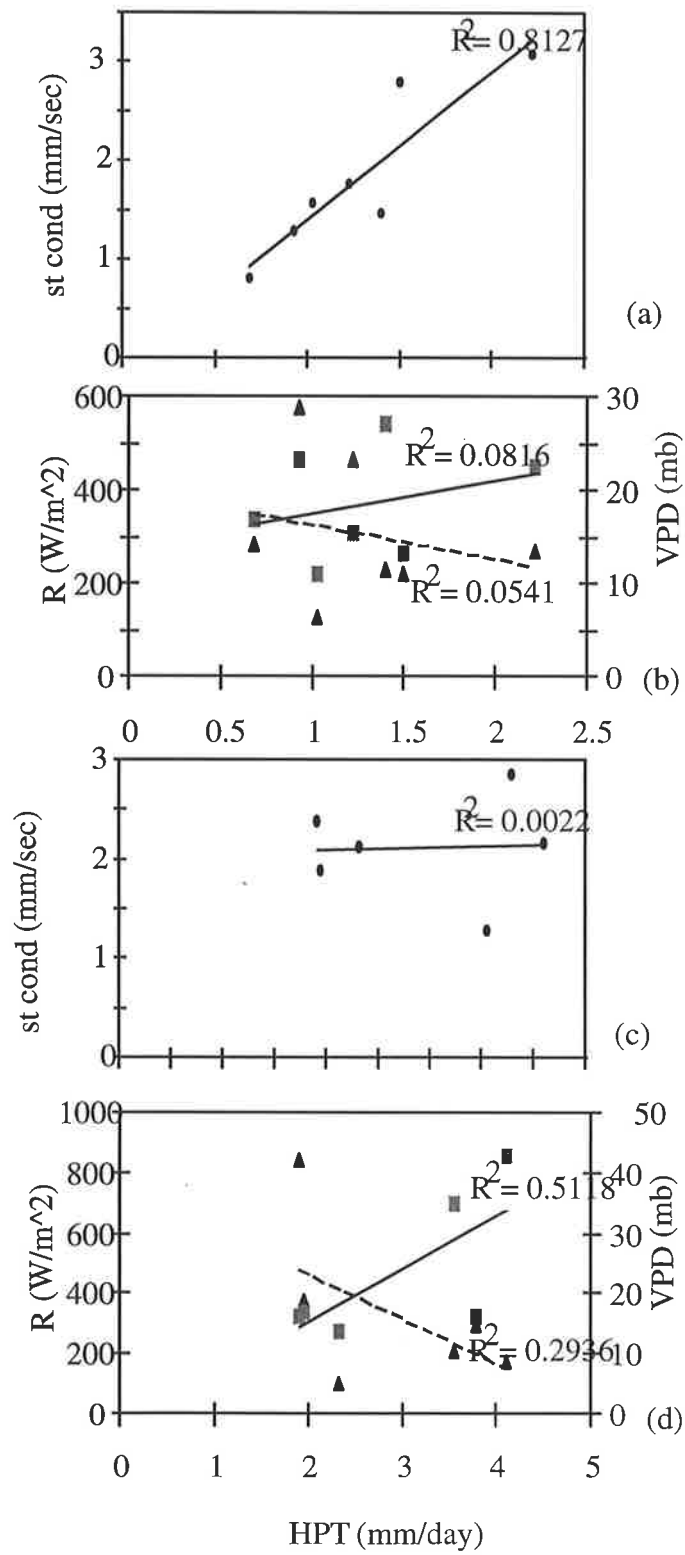 R2= 0.8127
3
2
1
0
st cond (mm/sec)
(a)
600
400
200
0
R (W/m^2)
30
20
10
0
VPD (mb)
R2= 0.0816
R2= 0.0541
(b)
0 0.5 1 1.5 2 2.5
3
2
1
0
st cond (mm/sec)
R2= 0.0022
(c)
1000
800
600
400
200
0
R (W/m^2)
50
40
30
20
10
0
VPD (mb)
R2= 0.5118
R2= 0.2936
(d)
0 1 2 3 4 5
HPT (mm/day)